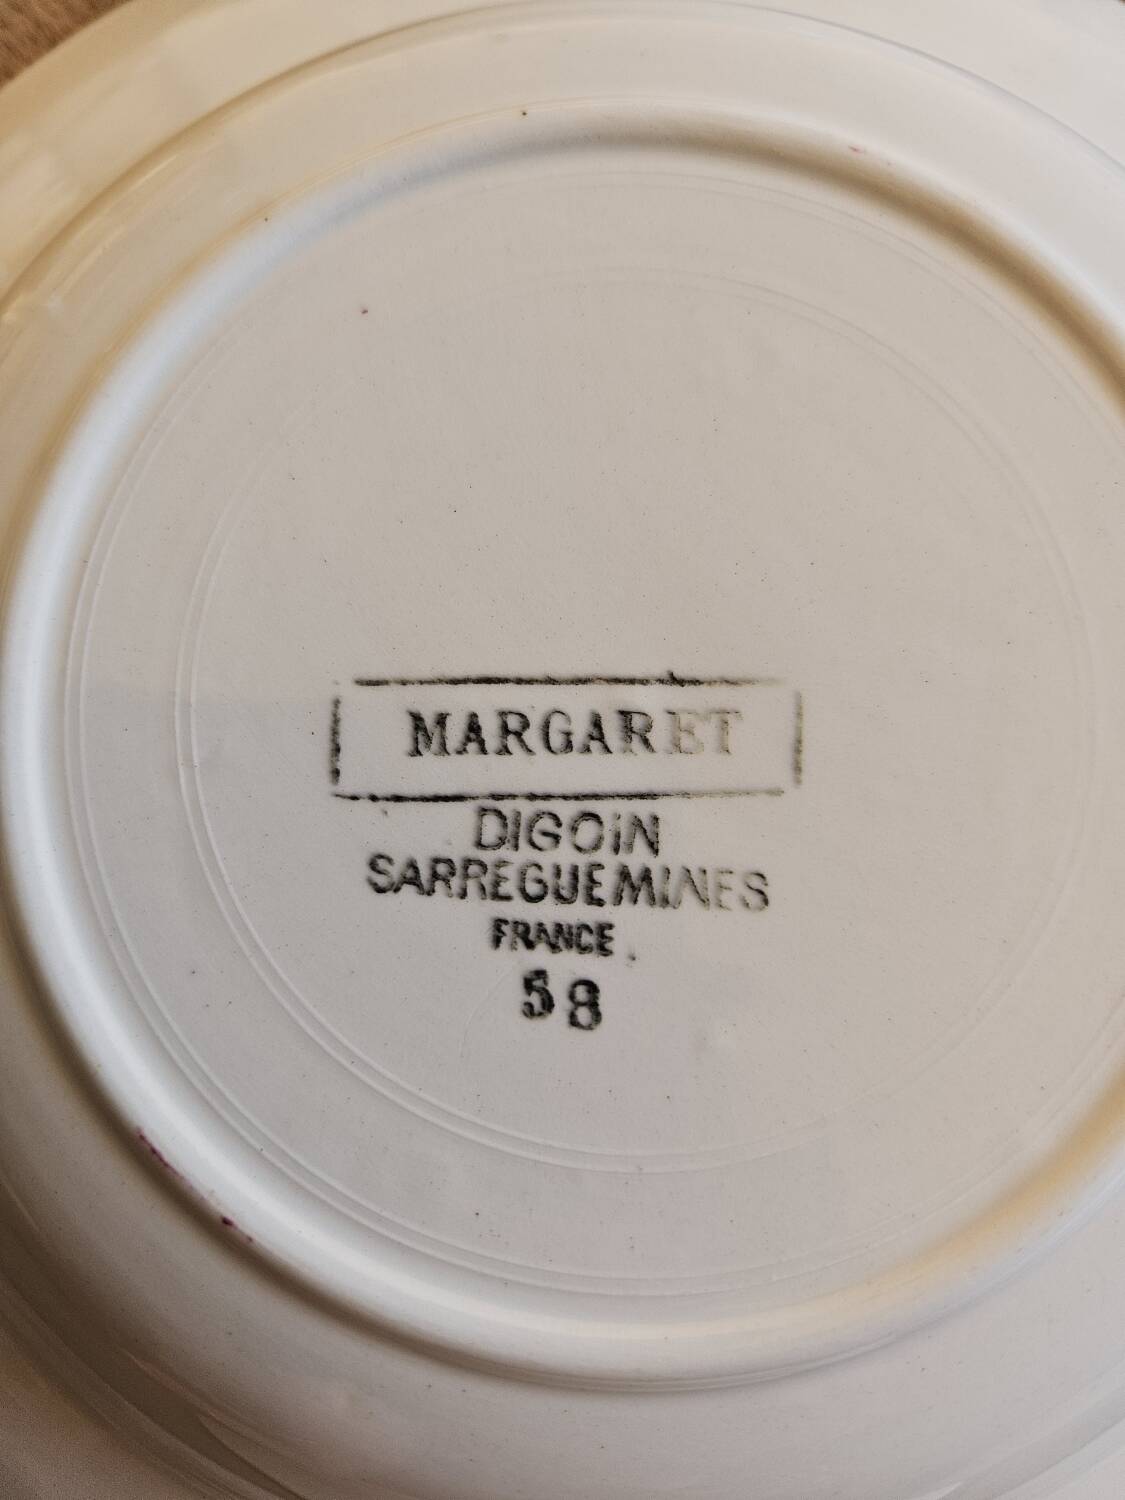 MARGARET
DIGOIN
SARREGUEMINES
FRANCE
58